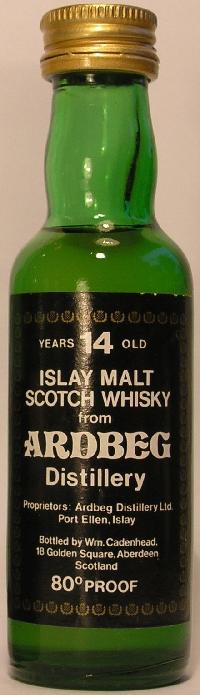 YEARS 14 OLD
ISLAY MALT
SCOTCH WHISKY
from
ARDBEG
Distillery
Proprietors: Ardbeg Distillery Ltd.
Port Ellen, Islay
Bottled by Wm. Cadenhead,
18 Golden Square, Aberdeen
Scotland
80º PROOF